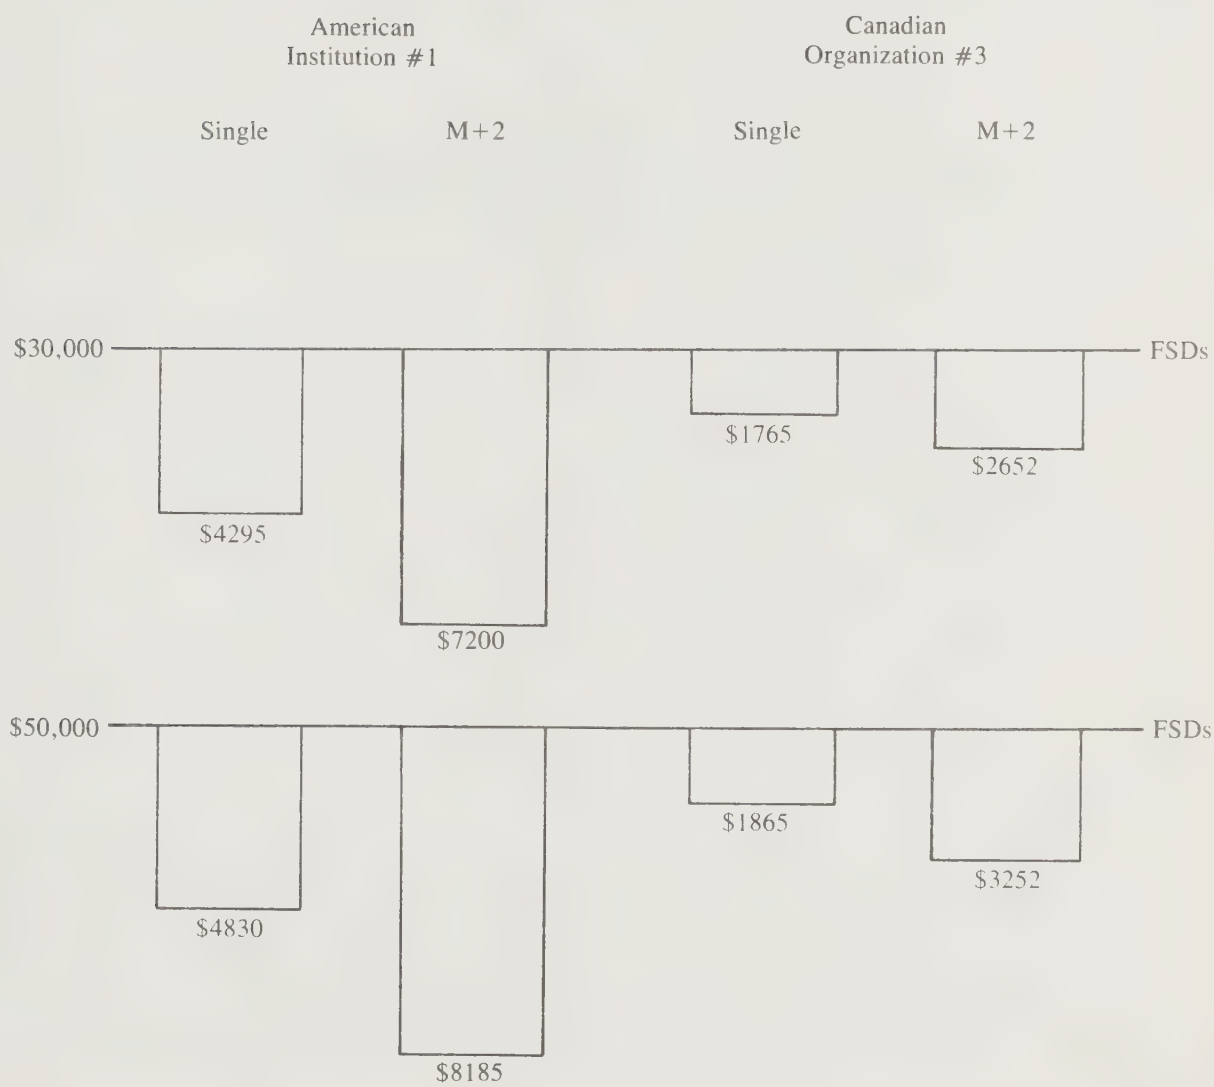 American
Institution #1
Canadian
Organization #3
Single
M+2
Single
M+2
$30,000
FSDs
$1765
$2652
$4295
$7200
$50,000
FSDs
$1865
$3252
$4830
$8185